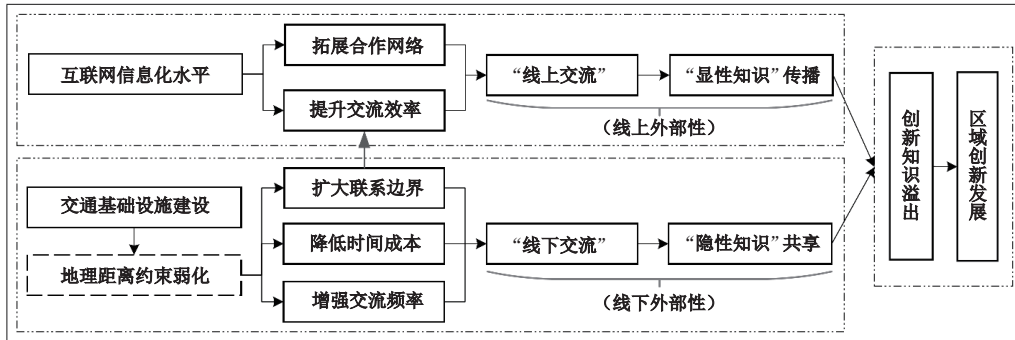 互联网信息化水平
拓展合作网络
提升交流效率
“线上交流”
“显性知识”传播
（线上外部性）
交通基础设施建设
地理距离约束弱化
扩大联系边界
降低时间成本
增强交流频率
“线下交流”
“隐性知识”共享
（线下外部性）
创新知识溢出
区域创新发展